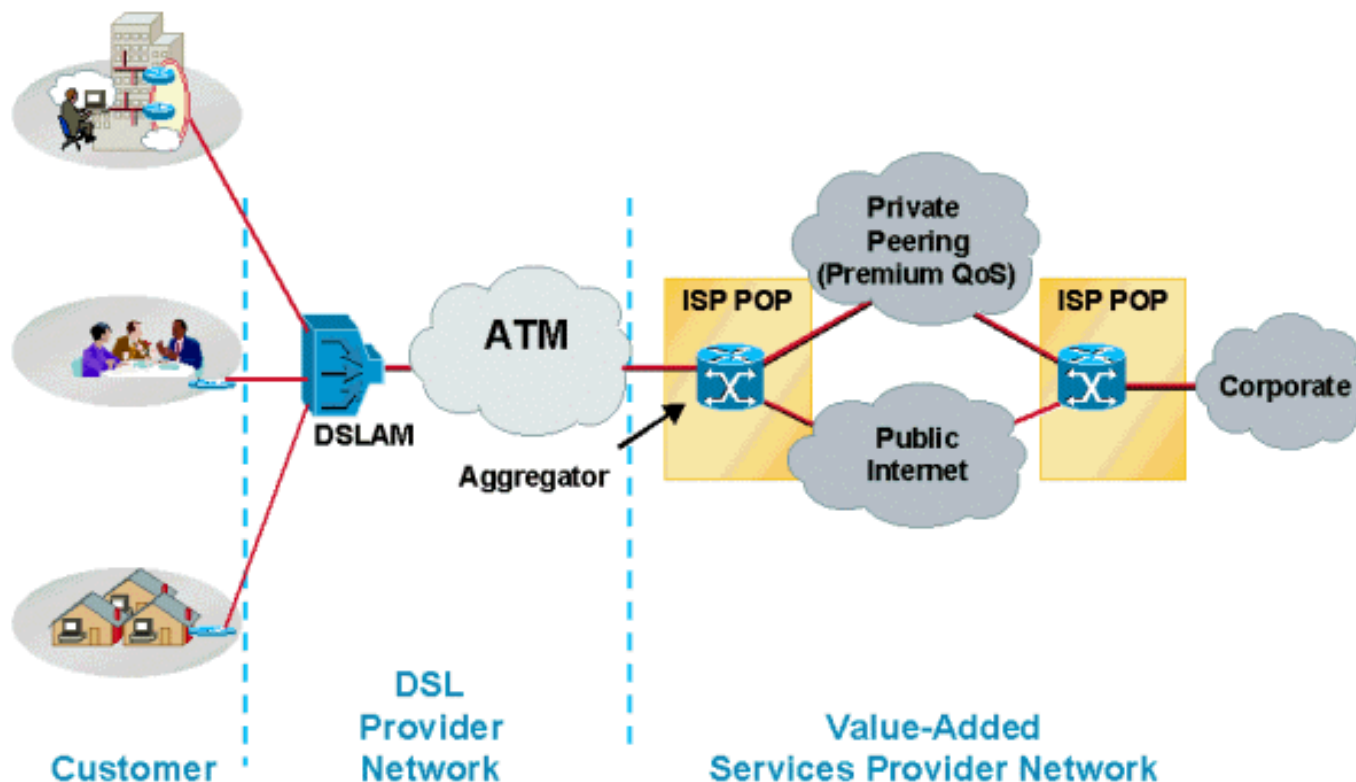 Private
Peering
(Premium QoS)
ISP POP
ISP POP
ATM
Corporate
DSLAM
Public
Internet
Aggregator
DSL
Provider
Network
Customer
Value-Added
Services Provider Network